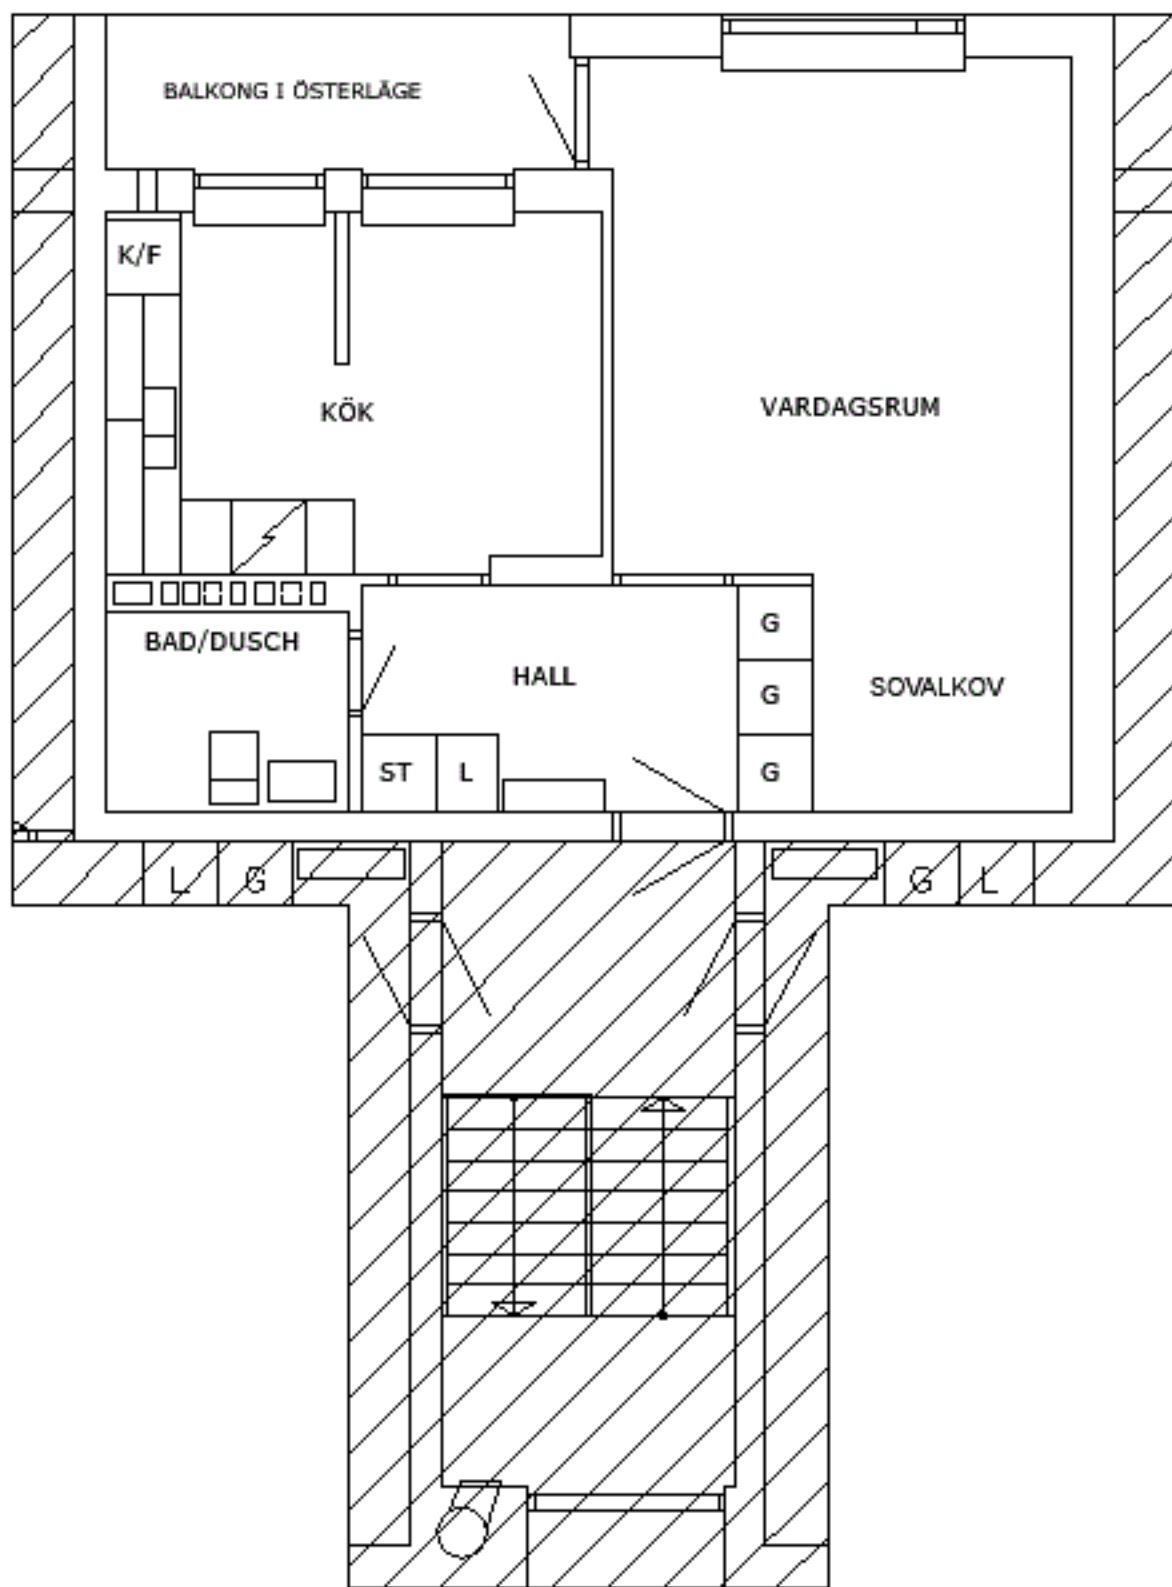 BALKONG I ÖSTERLÄGE
K/F
KÖK
VARDAGSRUM
BAD/DUSCH
G
HALL
G
SOVALKOV
ST
L
G
L
G
G
L